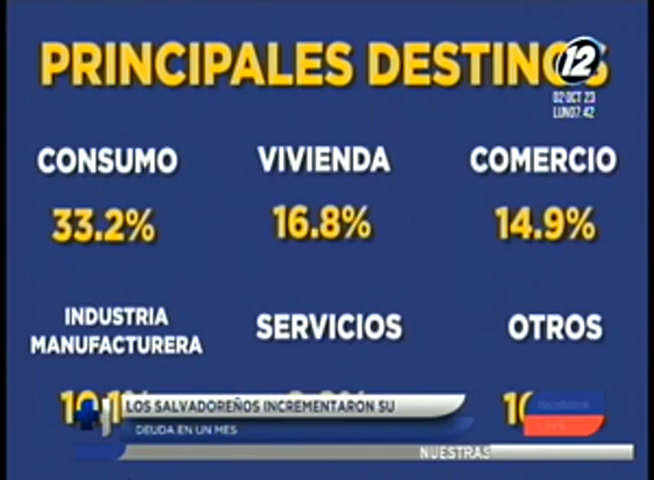 PRINCIPALES DESTINOS
12
02 OCT 23
LUN07:42
CONSUMO
VIVIENDA
COMERCIO
33.2%
16.8%
14.9%
INDUSTRIA
MANUFACTURERA
SERVICIOS
OTROS
LOS SALVADOREÑOS INCREMENTARON SU
DEUDA EN UN MES
NUESTRAS